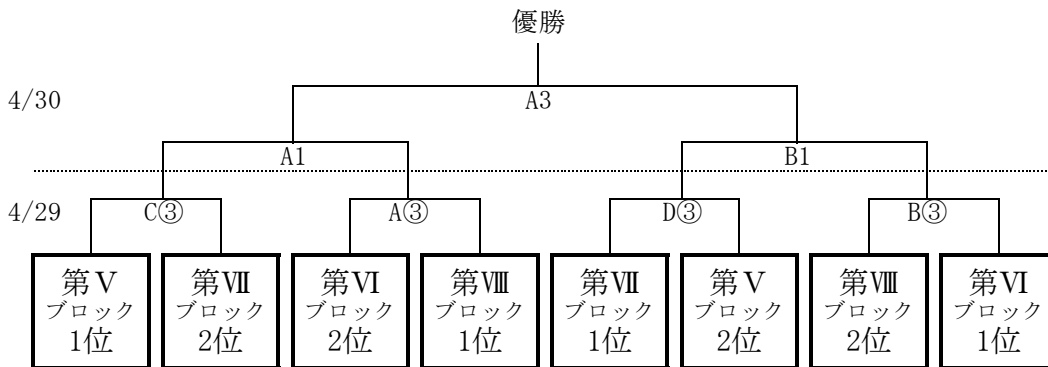 優勝
4/30
A3
A1
B1
4/29
C③
A③
D③
B③
第Ⅴ
ブロック
1位
第Ⅶ
ブロック
2位
第Ⅵ
ブロック
2位
第Ⅷ
ブロック
1位
第Ⅶ
ブロック
1位
第Ⅴ
ブロック
2位
第Ⅷ
ブロック
2位
第Ⅵ
ブロック
1位